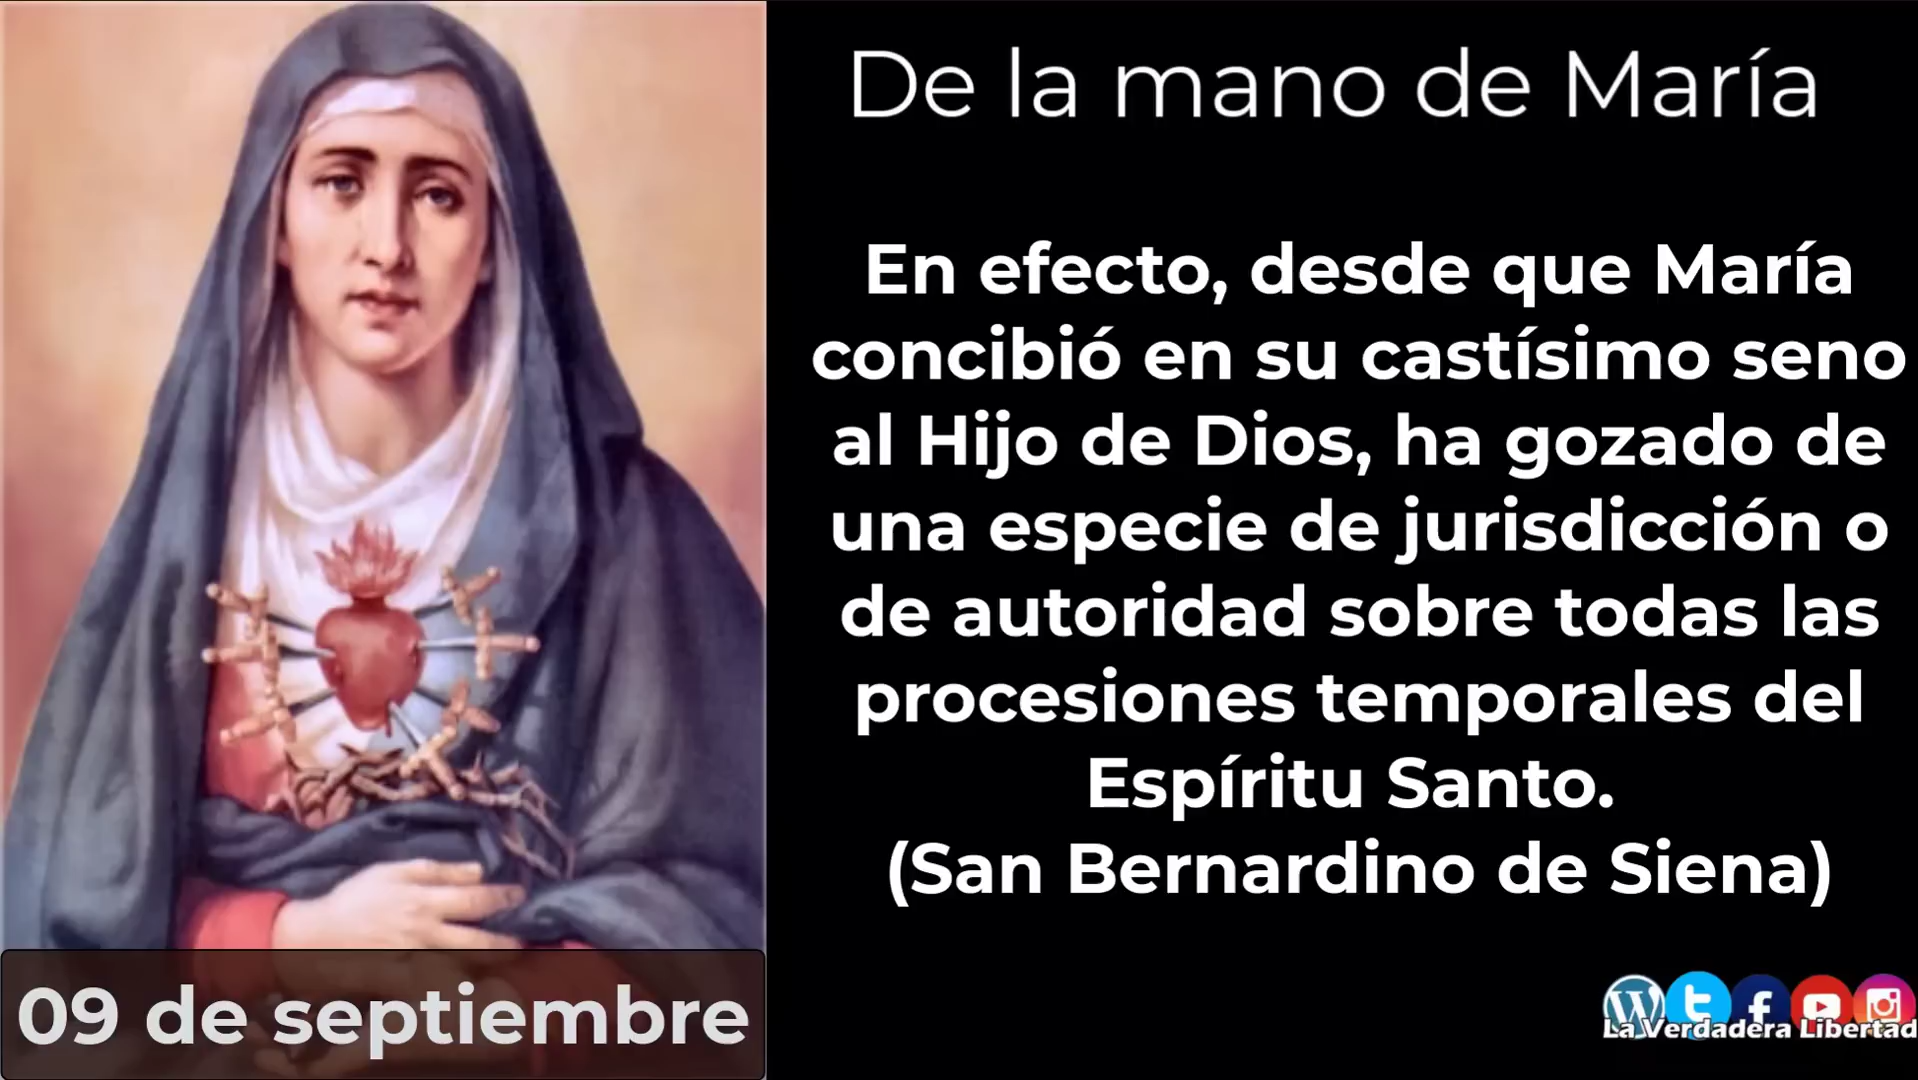 De la mano de María
En efecto, desde que María
concibió en su castísimo seno
al Hijo de Dios, ha gozado de
una especie de jurisdicción o
de autoridad sobre todas las
procesiones temporales del
Espíritu Santo.
(San Bernardino de Siena)
09 de septiembre
La Verdadera Libertad